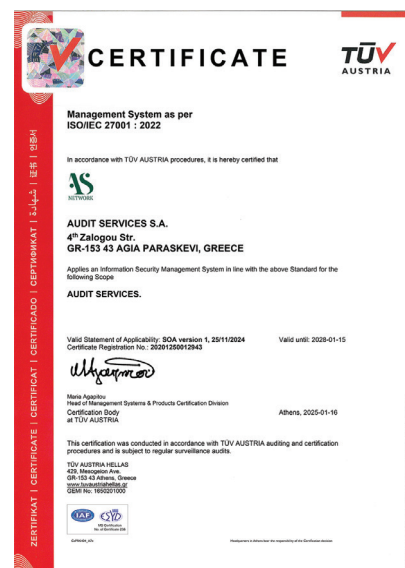 CERTIFICATE
TÜV
AUSTRIA
Management System as per
ISO/IEC 27001 : 2022
In accordance with TÜV AUSTRIA procedures, it is hereby certified that
AS
NETWORK
AUDIT SERVICES S.A.
4th Zalogou Str.
GR-153 43 AGIA PARASKEVI, GREECE
Applies an Information Security Management System in line with the above Standard for the
following Scope
AUDIT SERVICES.
Valid Statement of Applicability: SOA version 1, 25/11/2024 Valid until: 2028-01-15
Certificate Registration No.: 20201250012943
Maria Agapitou
Head of Management Systems & Products Certification Division
Certification Body Athens, 2025-01-16
at TÜV AUSTRIA
This certification was conducted in accordance with TÜV AUSTRIA auditing and certification
procedures and is subject to regular surveillance audits.
TÜV AUSTRIA HELLAS
429, Mesogeion Ave.
GR-153 43 Athens, Greece
www.tuvaustriahellas.gr
GEMI No: 1650201000
IAF
ZERTIFIKAT | CERTIFICATE | CERTIFICAT | CERTIFICADO | СЕРТИФИКАТ | شهادة | 证书 | 인증서